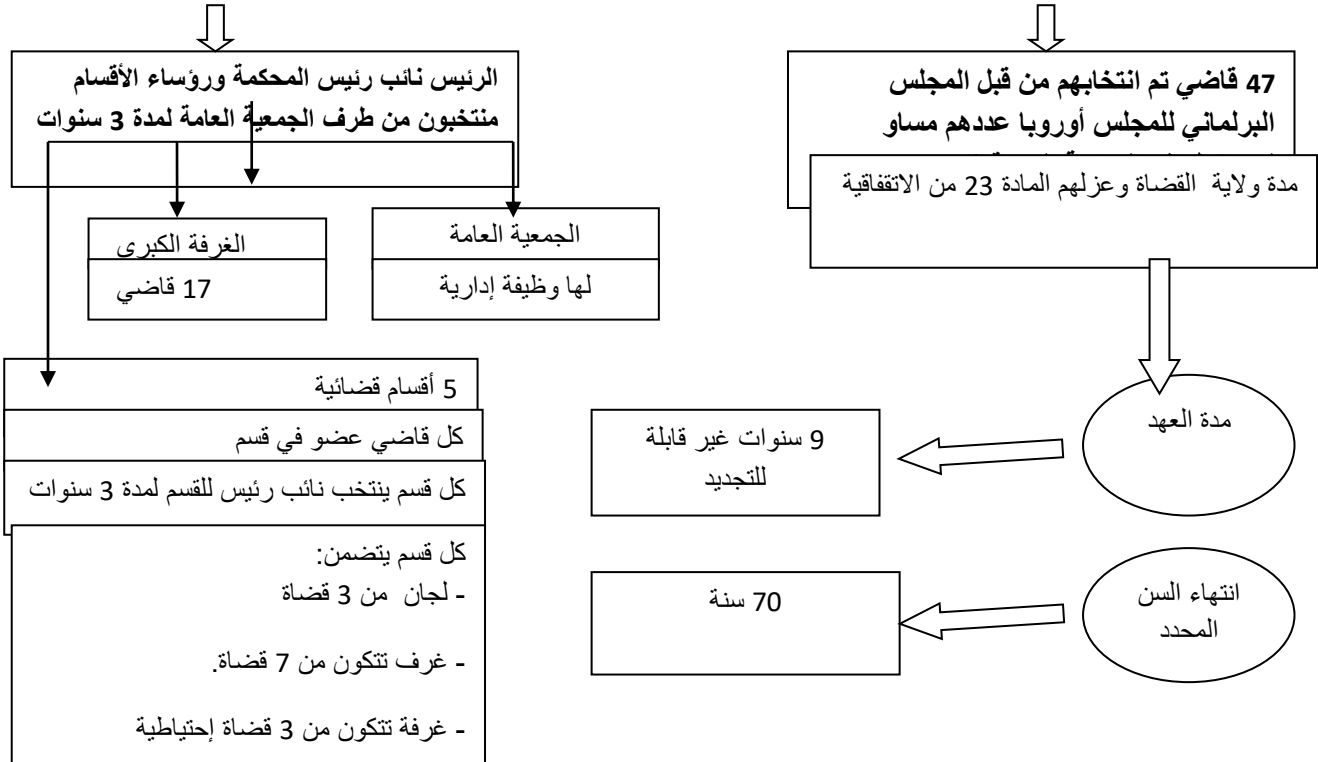 47 قاضي تم انتخابهم من قبل المجلس
البرلماني للمجلس أوروبا عددهم مساو
مدة ولاية القضاة وعزلهم المادة 23 من الاتفقاقية
مدة العهد
9 سنوات غير قابلة
للتجديد
انتهاء السن
المحدد
70 سنة
الرئيس نائب رئيس المحكمة ورؤساء الأقسام
منتخبون من طرف الجمعية العامة لمدة 3 سنوات
الجمعية العامة
لها وظيفة إدارية
الغرفة الكبرى
17 قاضي
5 أقسام قضائية
كل قاضي عضو في قسم
كل قسم ينتخب نائب رئيس للقسم لمدة 3 سنوات
كل قسم يتضمن:
- لجان من 3 قضاة
- غرف تتكون من 7 قضاة.
- غرفة تتكون من 3 قضاة إحتياطية